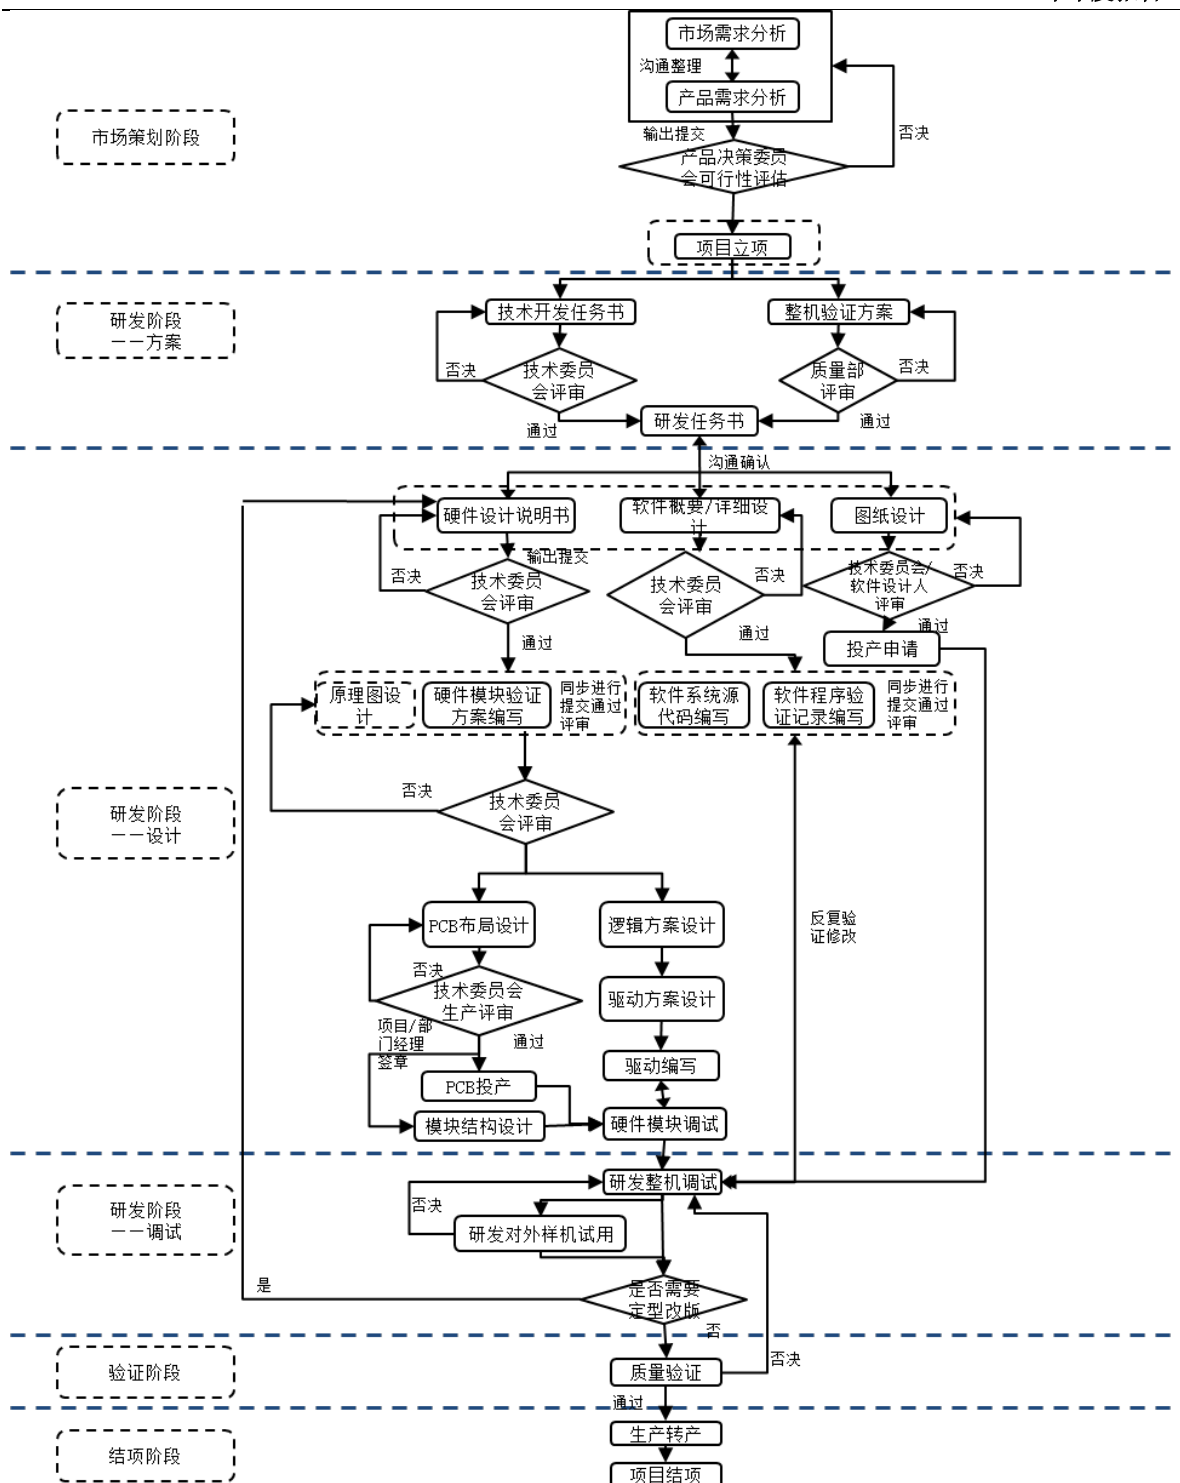 市场需求分析
沟通整理
产品需求分析
输出提交
否决
市场策划阶段
产品决策委员
会可行性评估
项目立项
研发阶段
——方案
技术开发任务书
整机验证方案
否决
技术委员
会评审
质量部
评审
否决
通过
研发任务书
通过
沟通确认
硬件设计说明书
软件概要/详细设
计
图纸设计
输出提交
否决
技术委员
会评审
技术委员
会评审
否决
技术委员会/
软件设计人
评审
否决
通过
通过
通过
投产申请
原理图设
计
硬件模块验证
方案编写
同步进行
提交通过
评审
软件系统源
代码编写
软件程序验
证记录编写
同步进行
提交通过
评审
否决
技术委员
会评审
研发阶段
——设计
PCB布局设计
逻辑方案设计
反复验
证修改
否决
技术委员会
生产评审
驱动方案设计
项目/部
门经理
签章
通过
驱动编写
PCB投产
模块结构设计
硬件模块调试
研发阶段
——调试
研发整机调试
否决
研发对外样机试用
是
是否需要
定型改版
否
验证阶段
质量验证
否决
通过
结项阶段
生产转产
项目结项